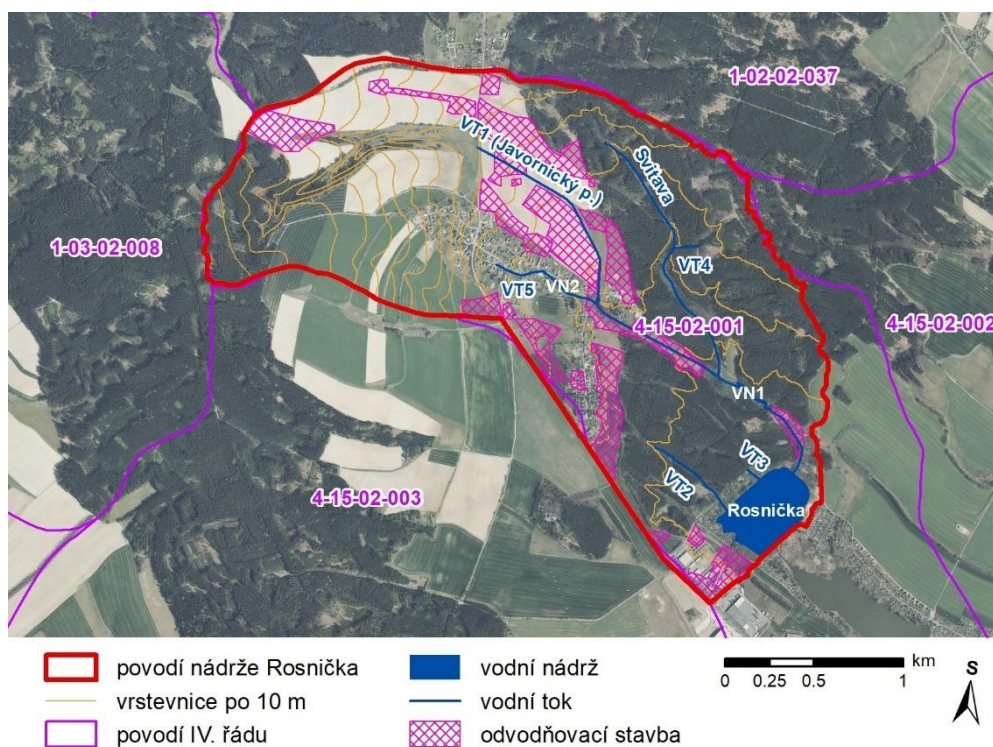 1-02-02-037
VT1 (Javornický p.)
Svitava
1-03-02-008
VT4
VT5
VN2
4-15-02-001
4-15-02-002
VN1
VT3
4-15-02-003
VT2
Rosnička
povodí nádrže Rosnička
vrstevnice po 10 m
povodí IV. řádu
vodní nádrž
vodní tok
odvodňovací stavba
km
0 0.25 0.5 1
S